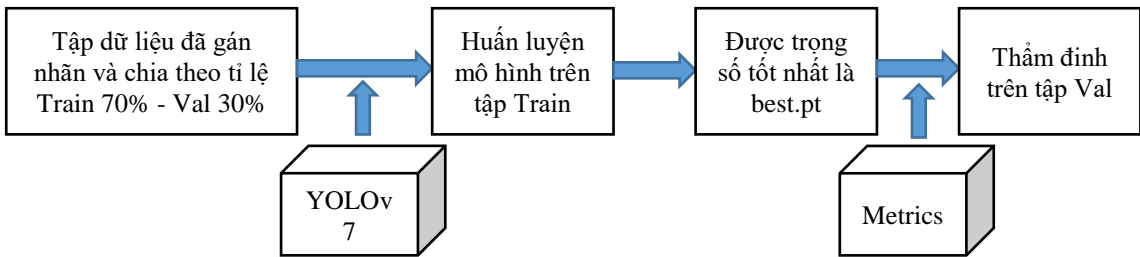 Tập dữ liệu đã gán
nhãn và chia theo tỉ lệ
Train 70% - Val 30%
Huấn luyện
mô hình trên
tập Train
Được trọng
số tốt nhất là
best.pt
Thẩm đinh
trên tập Val
YOLOv
7
Metrics